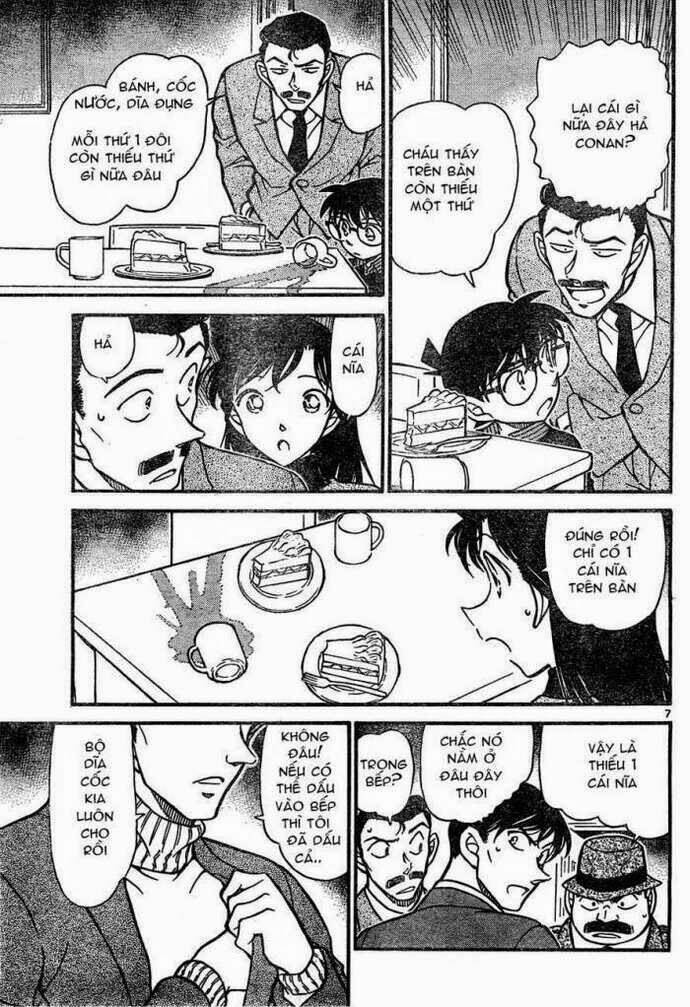 LẠI CÁI GÌ
NỮA ĐÂY HẢ
CONAN?
CHÁU THẤY
TRÊN BÀN
CÒN THIẾU
MỘT THỨ
HẢ
BÁNH, CỐC
NƯỚC, DĨA ĐỰNG
MỖI THỨ 1 ĐÔI
CÒN THIẾU THỨ
GÌ NỮA ĐÂU
CÁI
NĨA
HẢ
ĐÚNG RỒI!
CHỈ CÓ 1
CÁI NĨA
TRÊN BÀN
7
VẬY LÀ
THIẾU 1
CÁI NĨA
CHẮC NÓ
NẰM Ở
ĐÂU ĐÂY
THÔI
TRONG
BẾP?
KHÔNG
ĐÂU!
NẾU CÓ
THỂ DẤU
VÀO BẾP
THÌ TÔI
ĐÃ DẤU
CẢ..
BỘ
DĨA
CỐC
KIA
LUÔN
CHO
RỒI